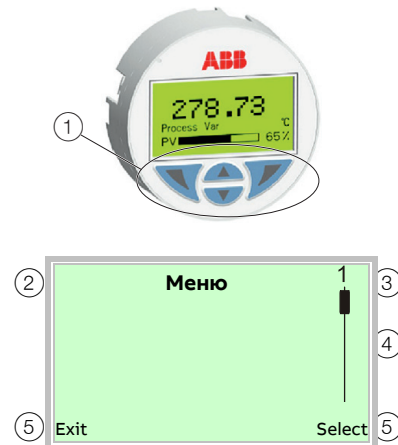 ABB
278.73
Process Var °C
PV 65%
1
2 Меню 1 3
4
5 Exit Select 5